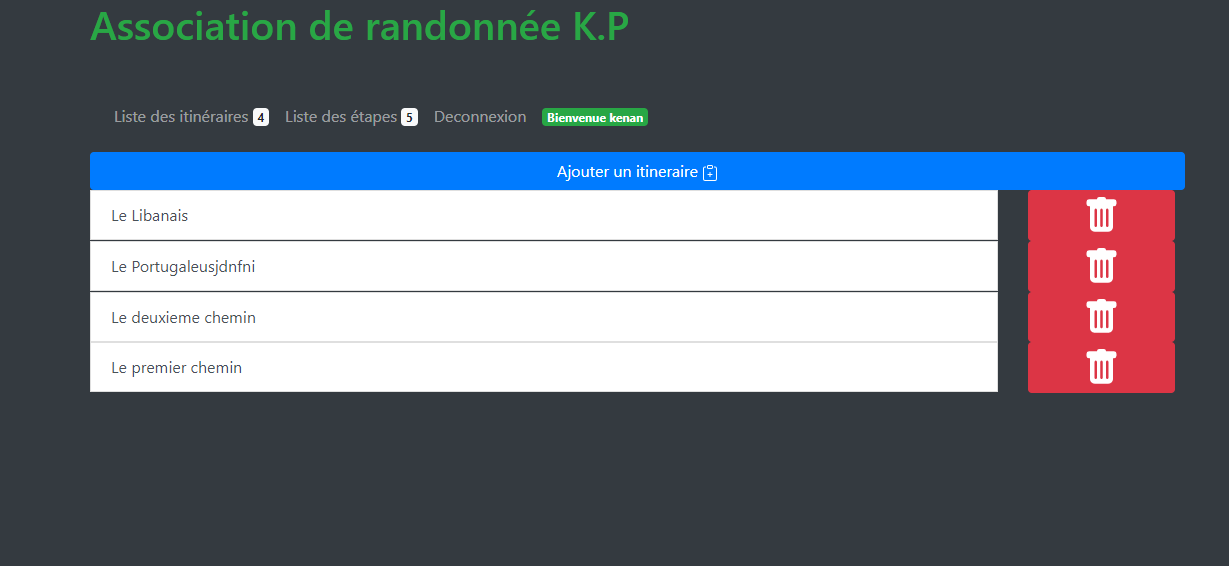 Association de randonnée K.P
Liste des itinéraires 4 Liste des étapes 5 Deconnexion Bienvenue kenan
Ajouter un itineraire
Le Libanais
Le Portugaleusjdnfni
Le deuxieme chemin
Le premier chemin